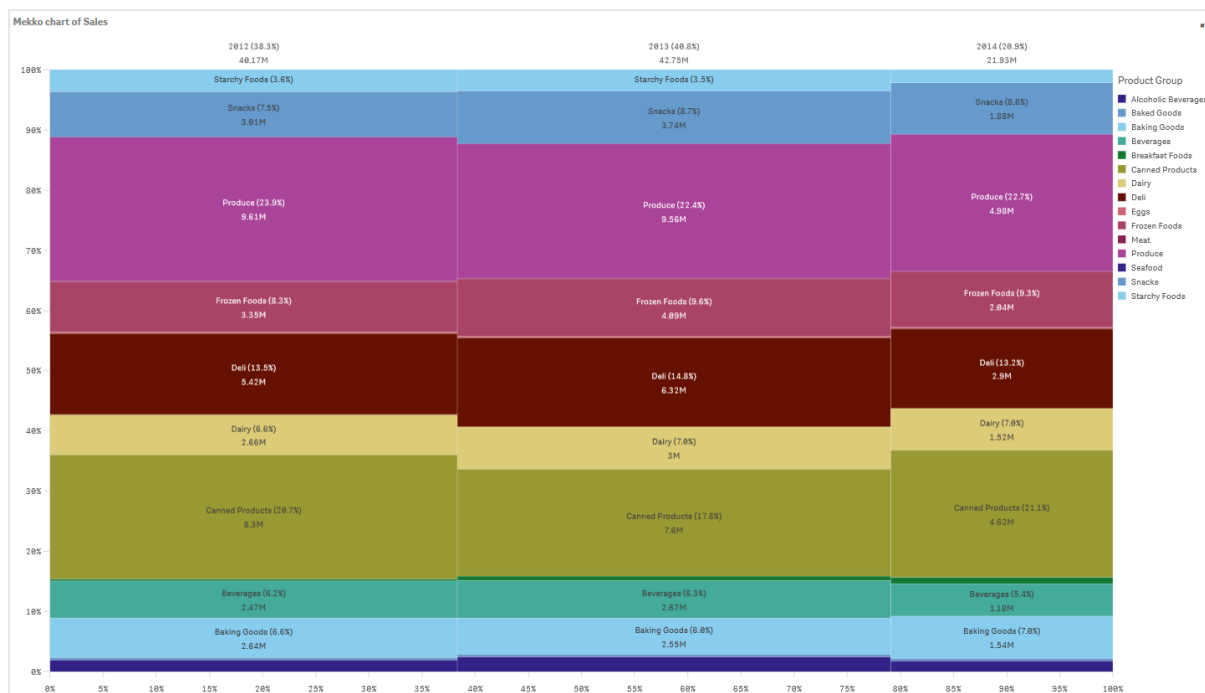 Mekko chart of Sales
2012 (38.3%)
40.17M
2013 (40.8%)
42.75M
2014 (20.9%)
21.93M
100%
90%
80%
70%
60%
50%
40%
30%
20%
10%
0%
Starchy Foods (3.6%)
Snacks (7.5%)
3.01M
Produce (23.9%)
9.61M
Frozen Foods (8.3%)
3.35M
Deli (13.5%)
5.42M
Dairy (6.6%)
2.66M
Canned Products (20.7%)
8.3M
Beverages (6.2%)
2.47M
Baking Goods (6.6%)
2.64M
Starchy Foods (3.5%)
Snacks (8.7%)
3.74M
Produce (22.4%)
9.56M
Frozen Foods (9.6%)
4.09M
Deli (14.8%)
6.32M
Dairy (7.0%)
3M
Canned Products (17.8%)
7.6M
Beverages (6.3%)
2.67M
Baking Goods (6.0%)
2.55M
Snacks (8.6%)
1.88M
Produce (22.7%)
4.98M
Frozen Foods (9.3%)
2.04M
Deli (13.2%)
2.9M
Dairy (7.0%)
1.52M
Canned Products (21.1%)
4.62M
Beverages (5.4%)
1.18M
Baking Goods (7.0%)
1.54M
0%
5%
10%
15%
20%
25%
30%
35%
40%
45%
50%
55%
60%
65%
70%
75%
80%
85%
90%
95%
100%
Product Group
Alcoholic Beverages
Baked Goods
Baking Goods
Beverages
Breakfast Foods
Canned Products
Dairy
Deli
Eggs
Frozen Foods
Meat
Produce
Seafood
Snacks
Starchy Foods